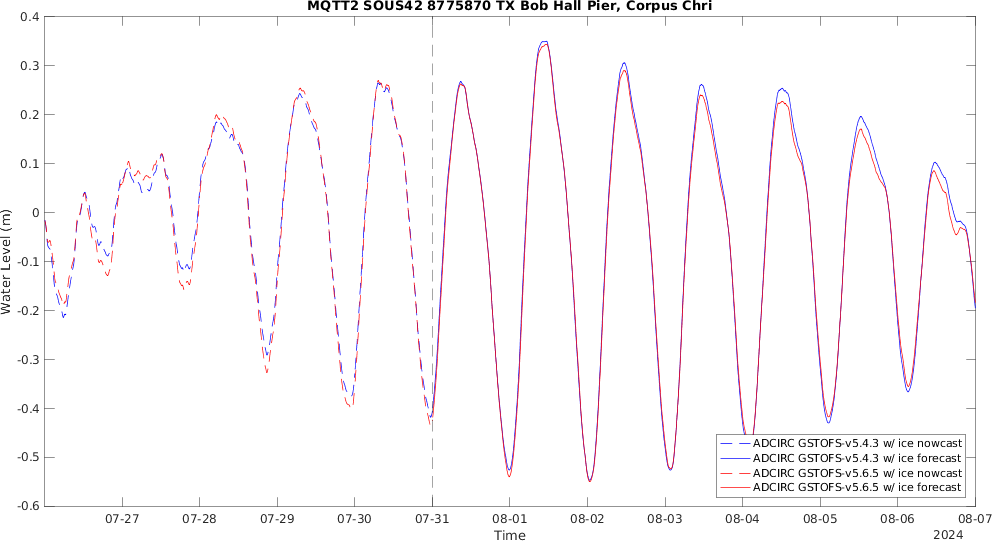 MQTT2 SOUS42 8775870 TX Bob Hall Pier, Corpus Chri
0.4
0.3
0.2
0.1
0
-0.1
-0.2
-0.3
-0.4
-0.5
-0.6
Water Level (m)
ADCIRC GSTOFS-v5.4.3 w/ ice nowcast
ADCIRC GSTOFS-v5.4.3 w/ ice forecast
ADCIRC GSTOFS-v5.6.5 w/ ice nowcast
ADCIRC GSTOFS-v5.6.5 w/ ice forecast
07-27 07-28 07-29 07-30 07-31 08-01 08-02 08-03 08-04 08-05 08-06 08-07
Time
2024